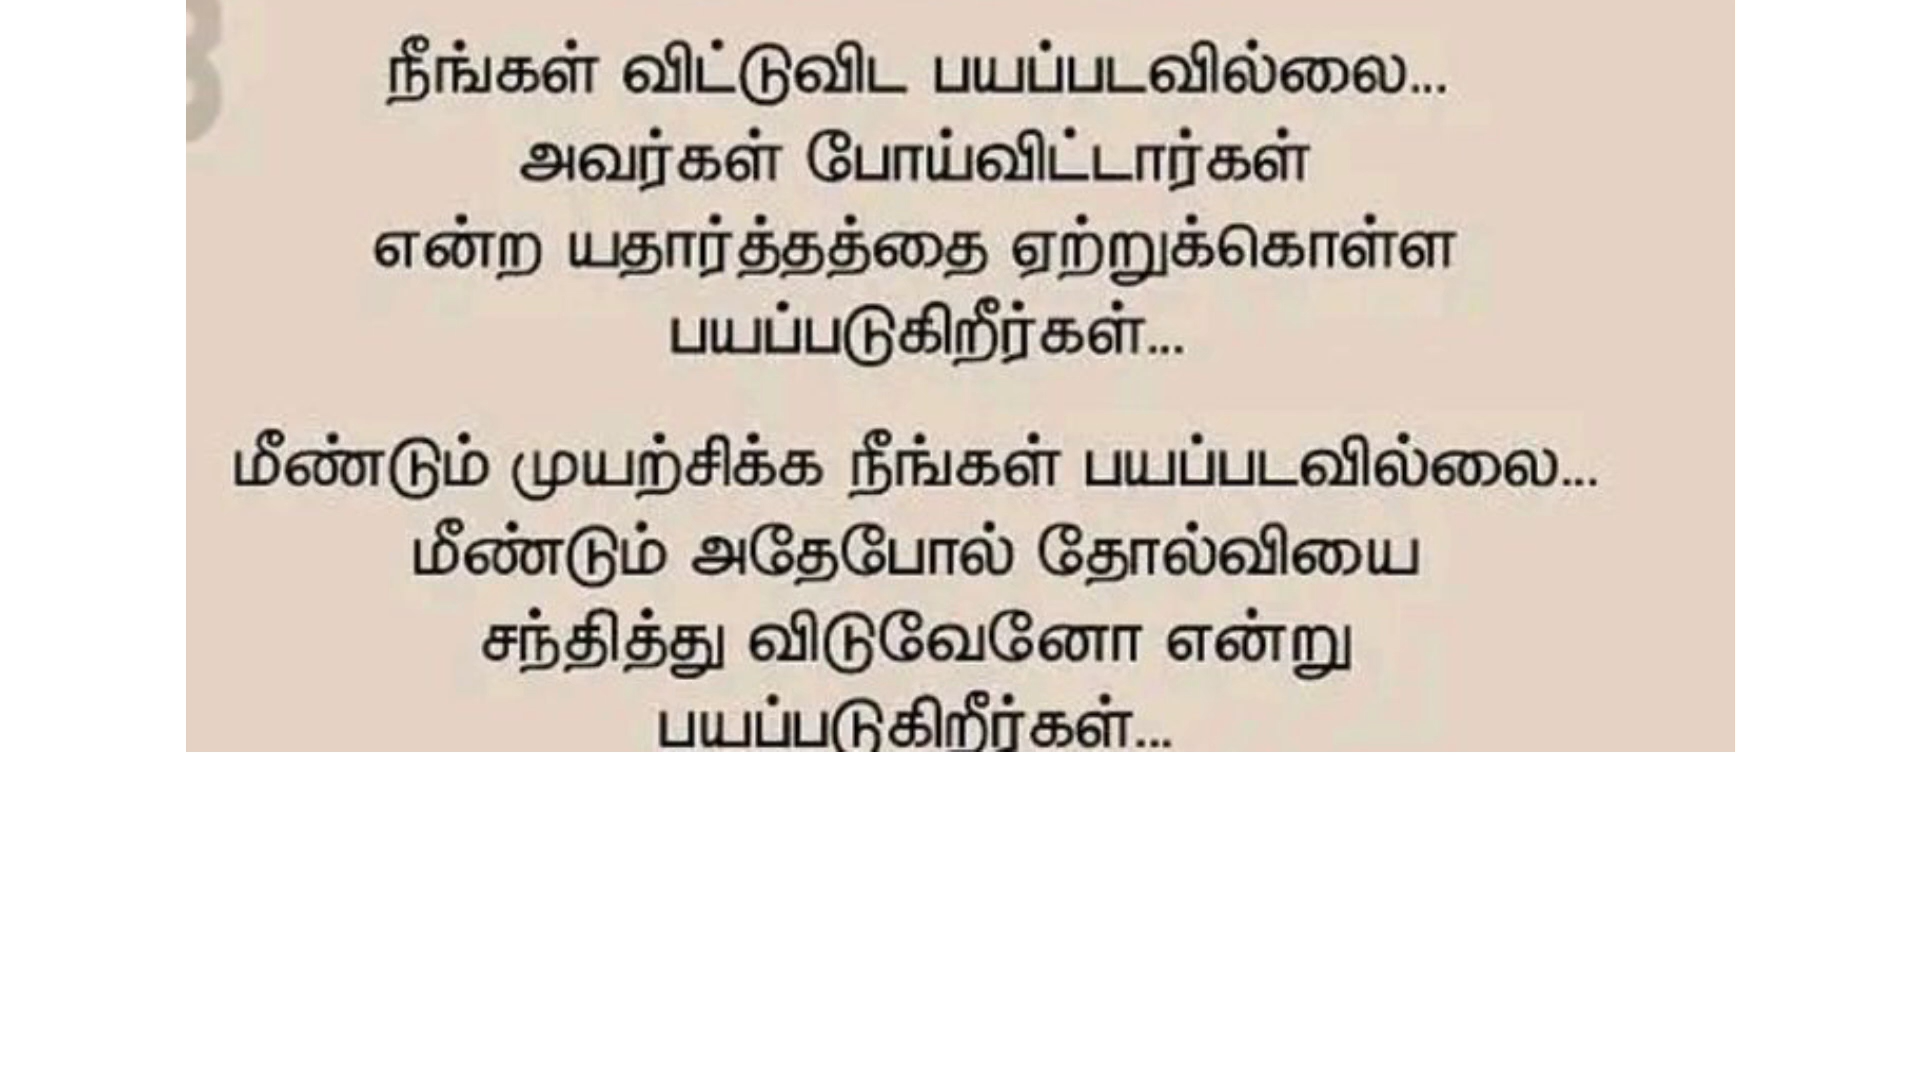 நீங்கள் விட்டுவிட பயப்படவில்லை...
அவர்கள் போய்விட்டார்கள்
என்ற யதார்த்தத்தை ஏற்றுக்கொள்ள
பயப்படுகிறீர்கள்...
மீண்டும் முயற்சிக்க நீங்கள் பயப்படவில்லை...
மீண்டும் அதேபோல் தோல்வியை
சந்தித்து விடுவேனோ என்று
பயப்படுகிறீர்கள்...